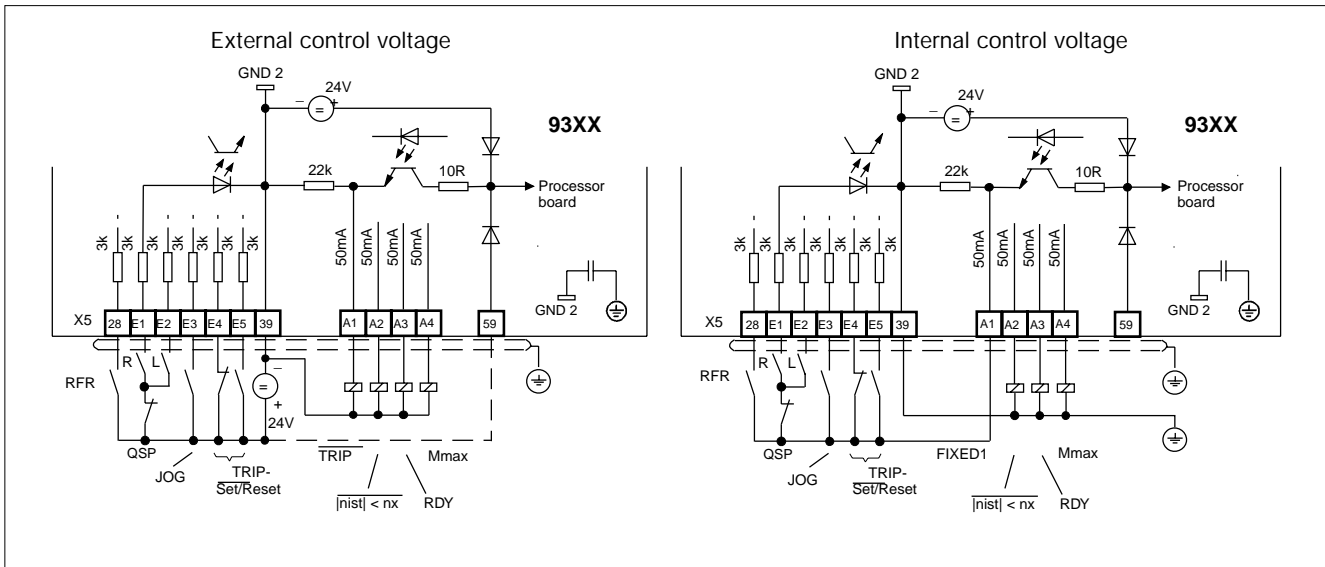 External control voltage
GND 2
− 24V +
=
93XX
22k
10R
Processor
board
3k 3k 3k 3k 3k 3k
50mA 50mA 50mA 50mA
GND 2
X5 28 E1 E2 E3 E4 E5 39 A1 A2 A3 A4 59
R L
RFR
−
=
+
24V
QSP
JOG
TRIP-
Set/Reset
TRIP
Mmax
|nist| < nx
RDY
Internal control voltage
GND 2
− 24V +
=
93XX
22k
10R
Processor
board
3k 3k 3k 3k 3k 3k
50mA 50mA 50mA 50mA
GND 2
X5 28 E1 E2 E3 E4 E5 39 A1 A2 A3 A4 59
R L
RFR
QSP
JOG
TRIP-
Set/Reset
FIXED1
Mmax
|nist| < nx
RDY